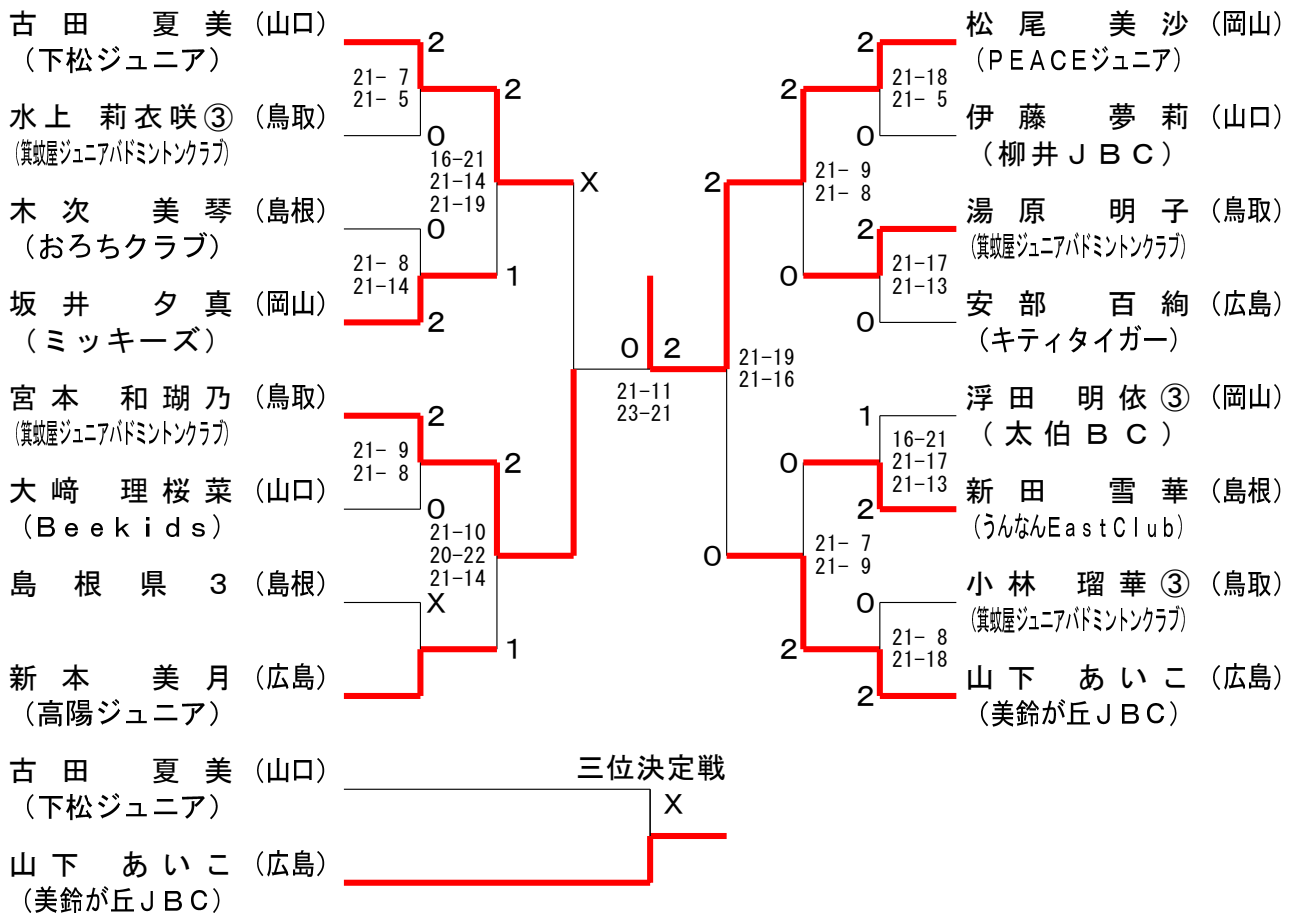 古田 夏美 (山口)
(下松ジュニア)
水上 莉衣咲③ (鳥取)
(箕蚊屋ジュニアバドミントンクラブ)
木次 美琴 (島根)
(おろちクラブ)
坂井 夕真 (岡山)
(ミッキーズ)
宮本 和瑚乃 (鳥取)
(箕蚊屋ジュニアバドミントンクラブ)
大﨑 理桜菜 (山口)
(Beekids)
島根県3 (島根)
新本 美月 (広島)
(高陽ジュニア)
2
21- 7
21- 5
0
0
21- 8
21-14
2
2
21- 9
21- 8
0
X
2
16-21
21-14
21-19
1
2
21-10
20-22
21-14
1
X
0 2
21-11
23-21
2
21-19
21-16
0
2
21- 9
21- 8
0
0
21- 7
21- 9
2
2
21-18
21- 5
0
2
21-17
21-13
0
1
16-21
21-17
21-13
2
0
21- 8
21-18
2
松尾 美沙 (岡山)
(PEACEジュニア)
伊藤 夢莉 (山口)
(柳井JBC)
湯原 明子 (鳥取)
(箕蚊屋ジュニアバドミントンクラブ)
安部 百絢 (広島)
(キティタイガー)
浮田 明依③ (岡山)
(太伯BC)
新田 雪華 (島根)
(うんなんEastClub)
小林 瑠華③ (鳥取)
(箕蚊屋ジュニアバドミントンクラブ)
山下 あいこ (広島)
(美鈴が丘JBC)
三位決定戦
古田 夏美 (山口)
(下松ジュニア)
X
山下 あいこ (広島)
(美鈴が丘JBC)